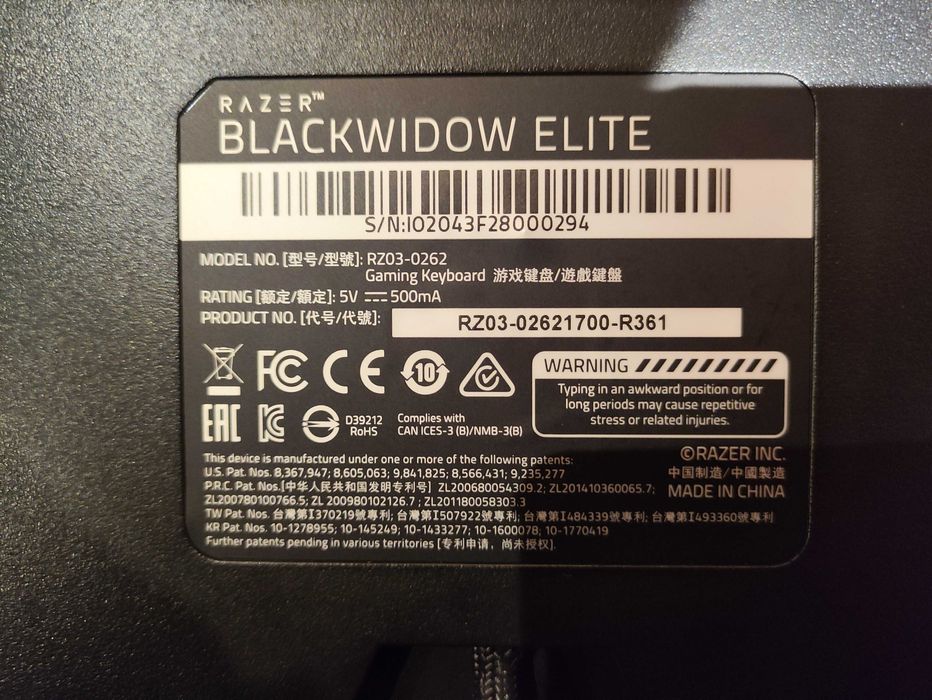 RAZER™
BLACKWIDOW ELITE
S/N:IO2043F28000294
MODEL NO. [型号/型號]: RZ03-0262
Gaming Keyboard 游戏键盘/遊戲鍵盤
RATING [额定/額定]: 5V ⎓ 500mA
PRODUCT NO. [代号/代號]: RZ03-02621700-R361
FC CE 10
EAC KC D39212
RoHS
Complies with
CAN ICES-3 (B)/NMB-3(B)
WARNING
Typing in an awkward position or for
long periods may cause repetitive
stress or related injuries.
This device is manufactured under one or more of the following patents:
U.S. Pat. Nos. 8,367,947; 8,605,063; 9,841,825; 8,566,431; 9,235,277
P.R.C. Pat. Nos.[中华人民共和国发明专利号] ZL200680054309.2; ZL201410360065.7;
ZL200780100766.5; ZL 200980102126.7 ; ZL201180058303.3
TW Pat. Nos. 台灣第I370219號專利; 台灣第I507922號專利; 台灣第I484339號專利; 台灣第I493360號專利
KR Pat. Nos. 10-1278955; 10-145249; 10-1433277; 10-1600078; 10-1770419
Further patents pending in various territories [专利申请，尚未授权].
©RAZER INC.
中国制造/中國製造
MADE IN CHINA